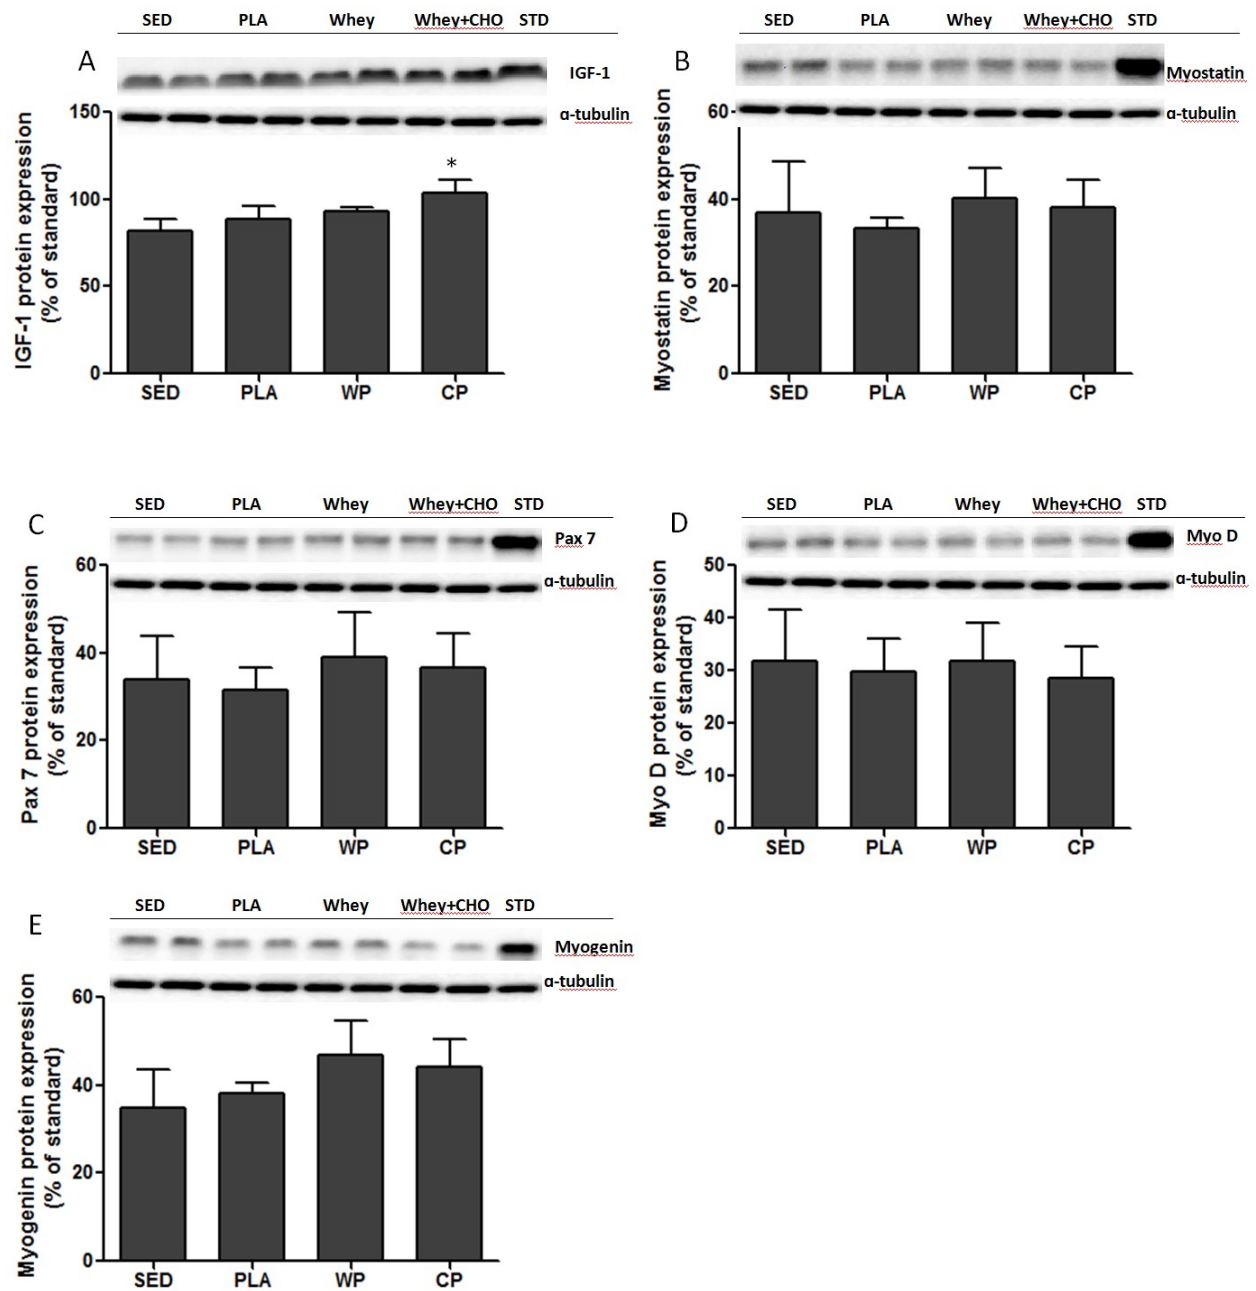 SED PLA Whey Whey+CHO STD
A
IGF-1
α-tubulin
IGF-1 protein expression
(% of standard)
150
100
50
0
*
SED PLA WP CP
SED PLA Whey Whey+CHO STD
B
Myostatin
α-tubulin
Myostatin protein expression
(% of standard)
60
40
20
0
SED PLA WP CP
SED PLA Whey Whey+CHO STD
C
Pax 7
α-tubulin
Pax 7 protein expression
(% of standard)
60
40
20
0
SED PLA WP CP
SED PLA Whey Whey+CHO STD
D
Myo D
α-tubulin
Myo D protein expression
(% of standard)
50
40
30
20
10
0
SED PLA WP CP
SED PLA Whey Whey+CHO STD
E
Myogenin
α-tubulin
Myogenin protein expression
(% of standard)
60
40
20
0
SED PLA WP CP